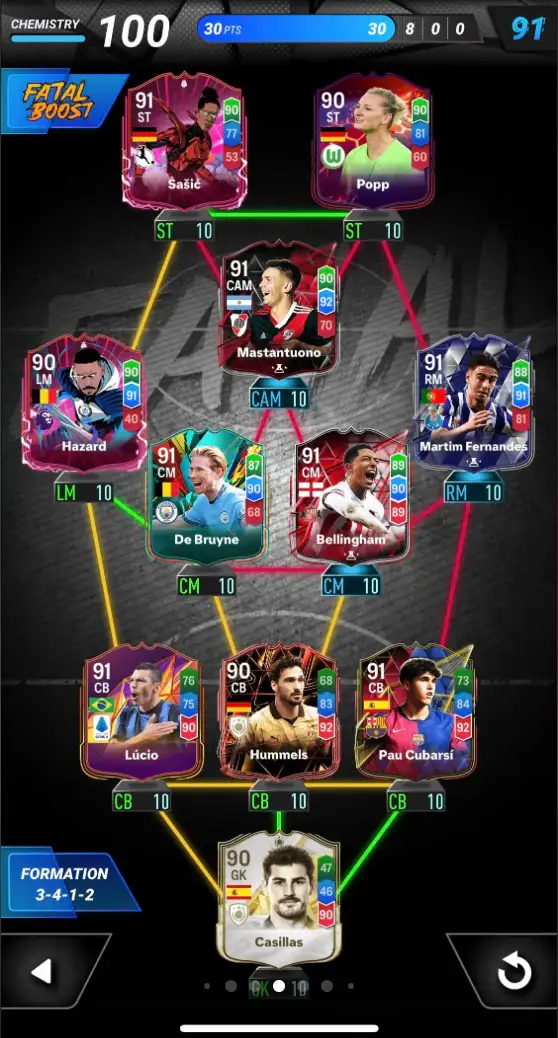 CHEMISTRY 100 30 PTS 30 8 0 0 91
FATAL
BOOST
91
ST
90
77
53
Šašić
ST 10
90
ST
90
81
60
Popp
ST 10
91
CAM
90
92
70
Mastantuono
CAM 10
90
LM
90
91
40
Hazard
LM 10
91
RM
88
91
81
Martim Fernandes
RM 10
91
CM
87
90
68
De Bruyne
CM 10
91
CM
89
90
89
Bellingham
CM 10
91
CB
76
75
90
Lúcio
CB 10
90
CB
68
83
92
Hummels
CB 10
91
CB
73
84
92
Pau Cubarsí
CB 10
FORMATION
3-4-1-2
90
GK
47
46
90
Casillas
GK 10